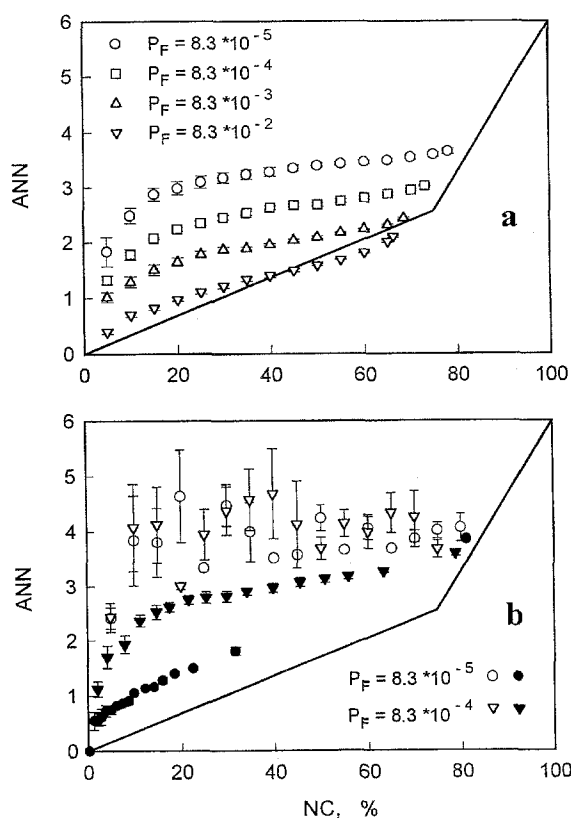 6
○ P_F = 8.3 *10^-5
5
□ P_F = 8.3 *10^-4
△ P_F = 8.3 *10^-3
4
▽ P_F = 8.3 *10^-2
ANN
3
2
a
1
0
0 20 40 60 80 100
6
5
4
ANN
3
2
b
P_F = 8.3 *10^-5 ○ ●
1
P_F = 8.3 *10^-4 ▽ ▼
0
0 20 40 60 80 100
NC, %